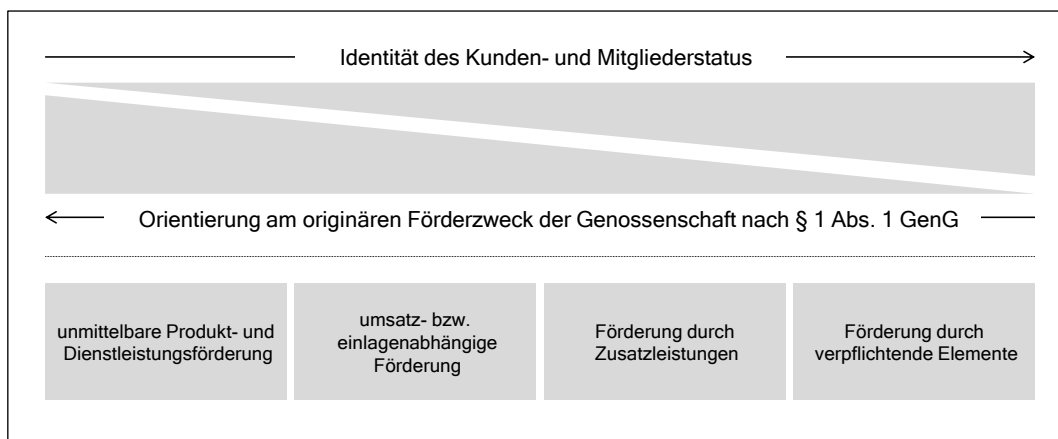 Identität des Kunden- und Mitgliederstatus
Orientierung am originären Förderzweck der Genossenschaft nach § 1 Abs. 1 GenG
unmittelbare Produkt- und
Dienstleistungsförderung
umsatz- bzw.
einlagenabhängige
Förderung
Förderung durch
Zusatzleistungen
Förderung durch
verpflichtende Elemente